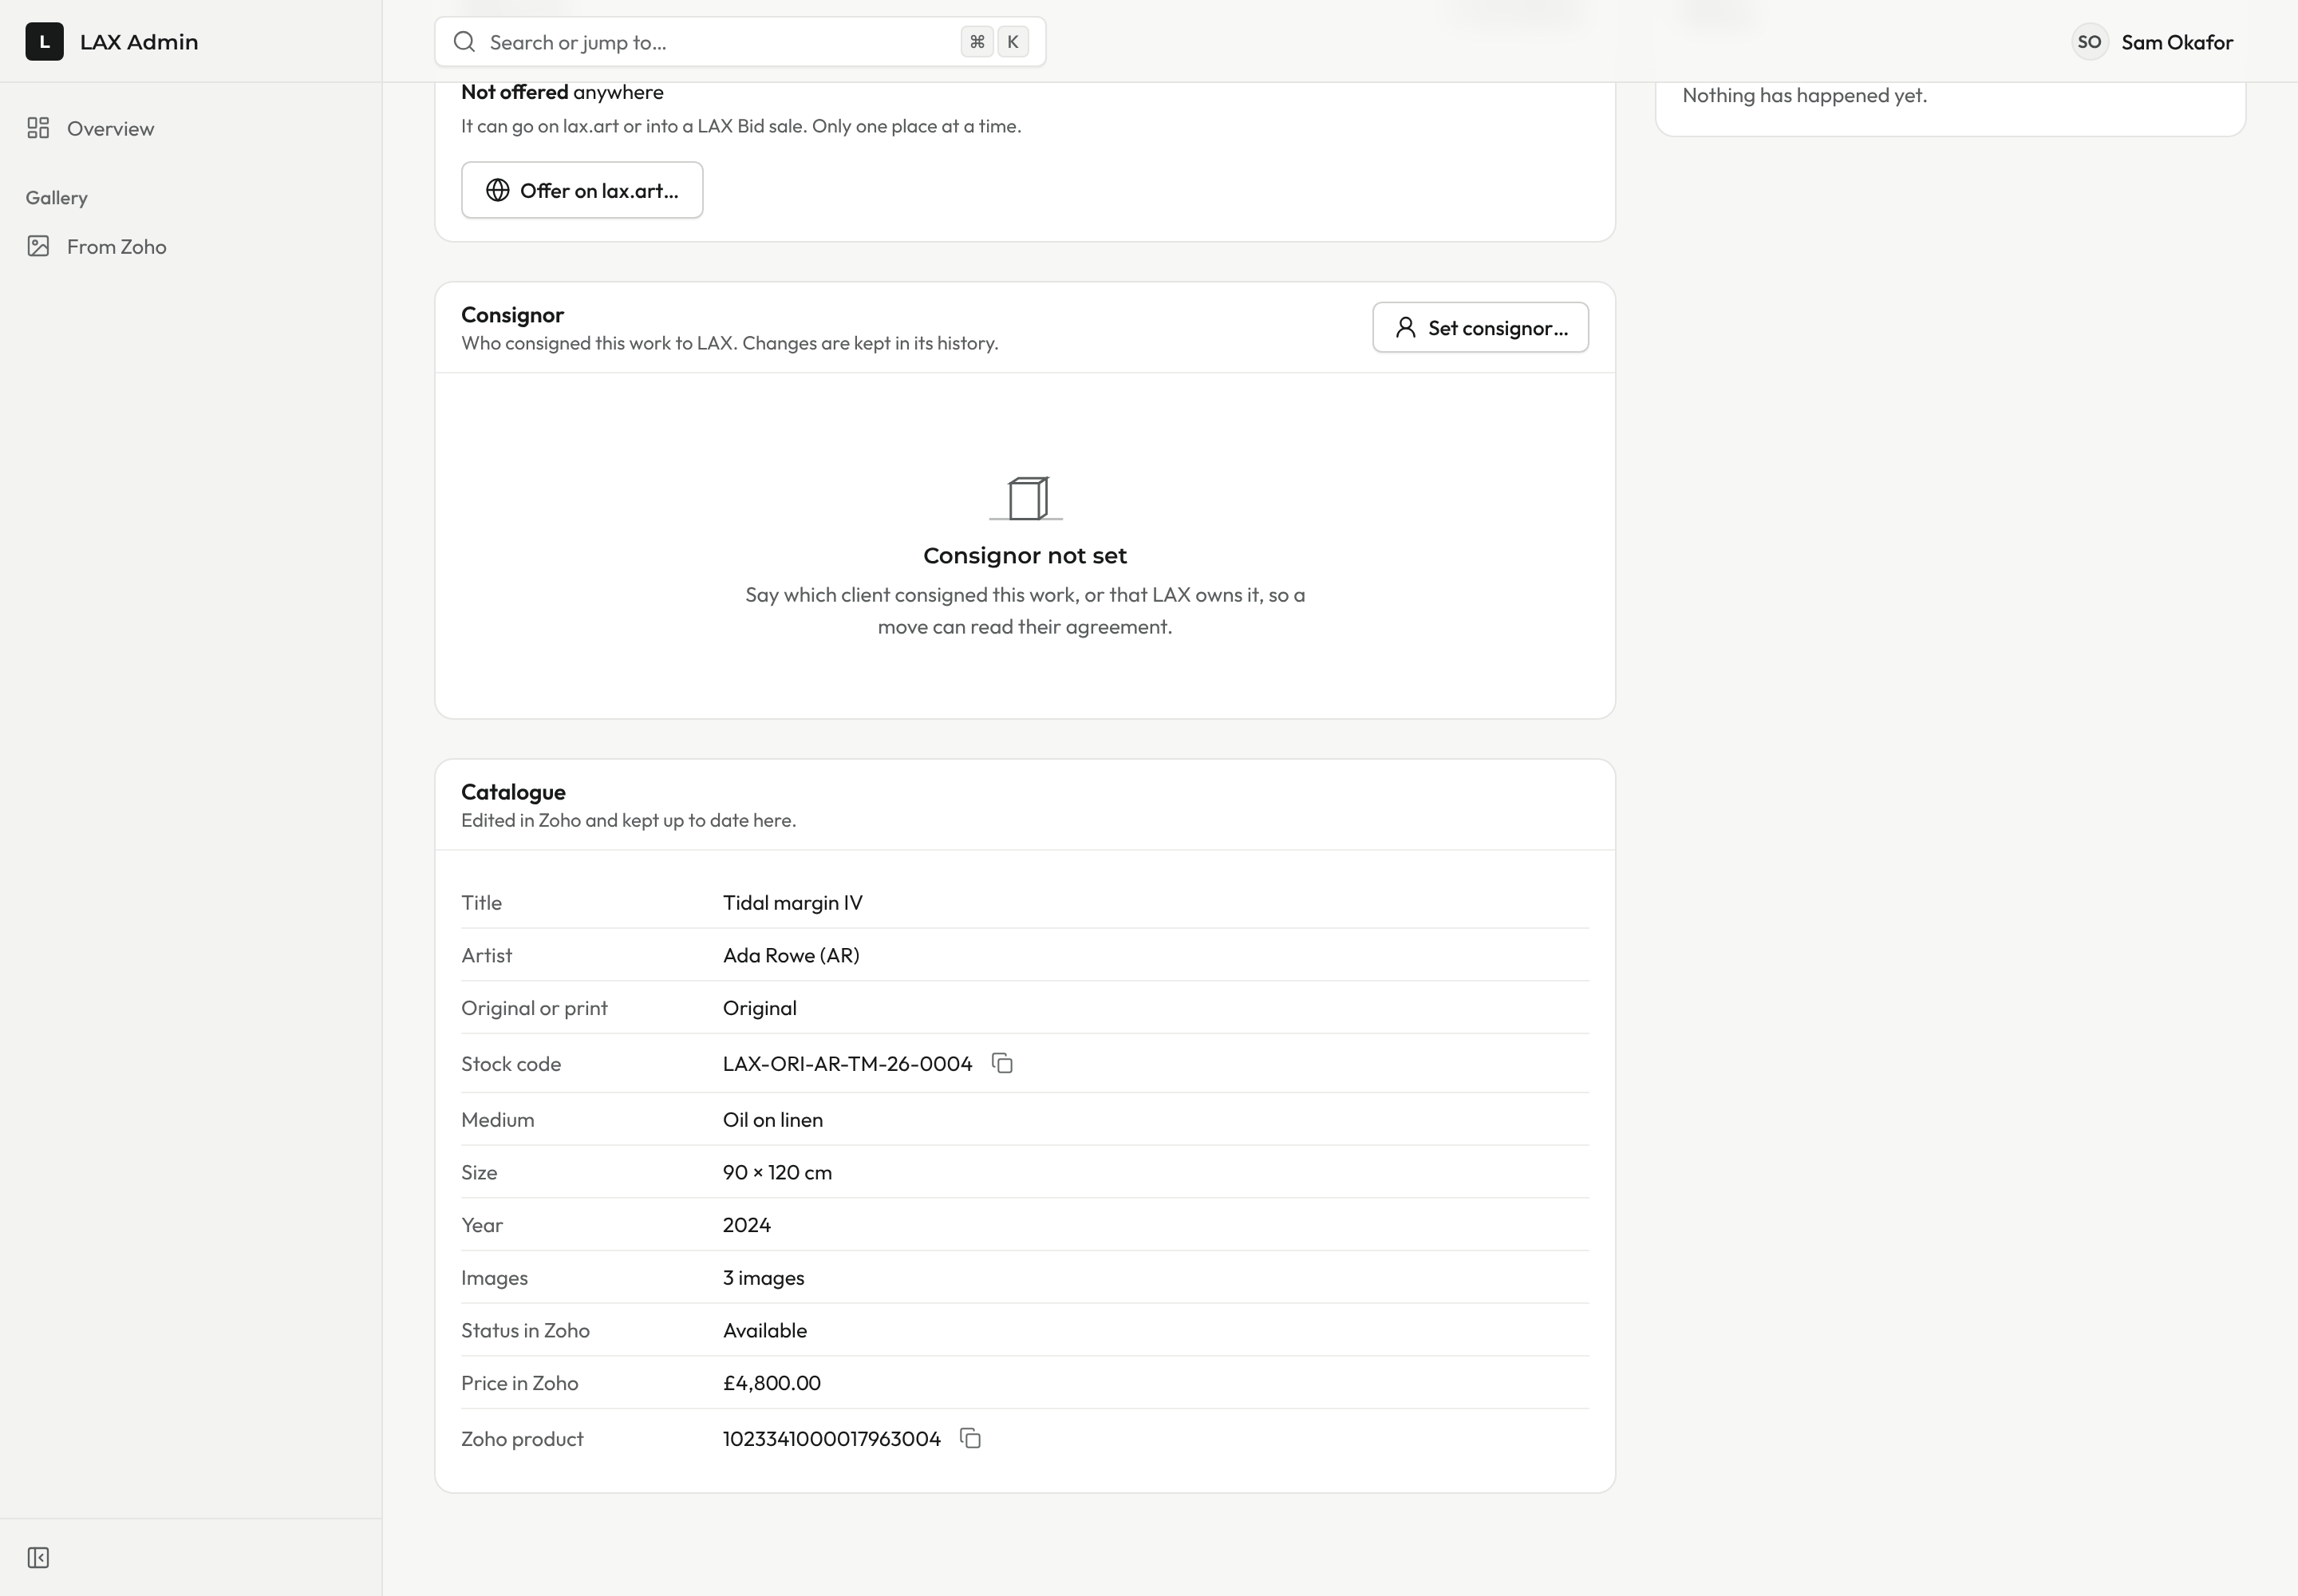 L LAX Admin
Search or jump to... ⌘ K
SO Sam Okafor
Overview
Gallery
From Zoho
Not offered anywhere
It can go on lax.art or into a LAX Bid sale. Only one place at a time.
Offer on lax.art...
Nothing has happened yet.
Consignor
Who consigned this work to LAX. Changes are kept in its history.
Set consignor...
Consignor not set
Say which client consigned this work, or that LAX owns it, so a
move can read their agreement.
Catalogue
Edited in Zoho and kept up to date here.
Title Tidal margin IV
Artist Ada Rowe (AR)
Original or print Original
Stock code LAX-ORI-AR-TM-26-0004
Medium Oil on linen
Size 90 × 120 cm
Year 2024
Images 3 images
Status in Zoho Available
Price in Zoho £4,800.00
Zoho product 1023341000017963004